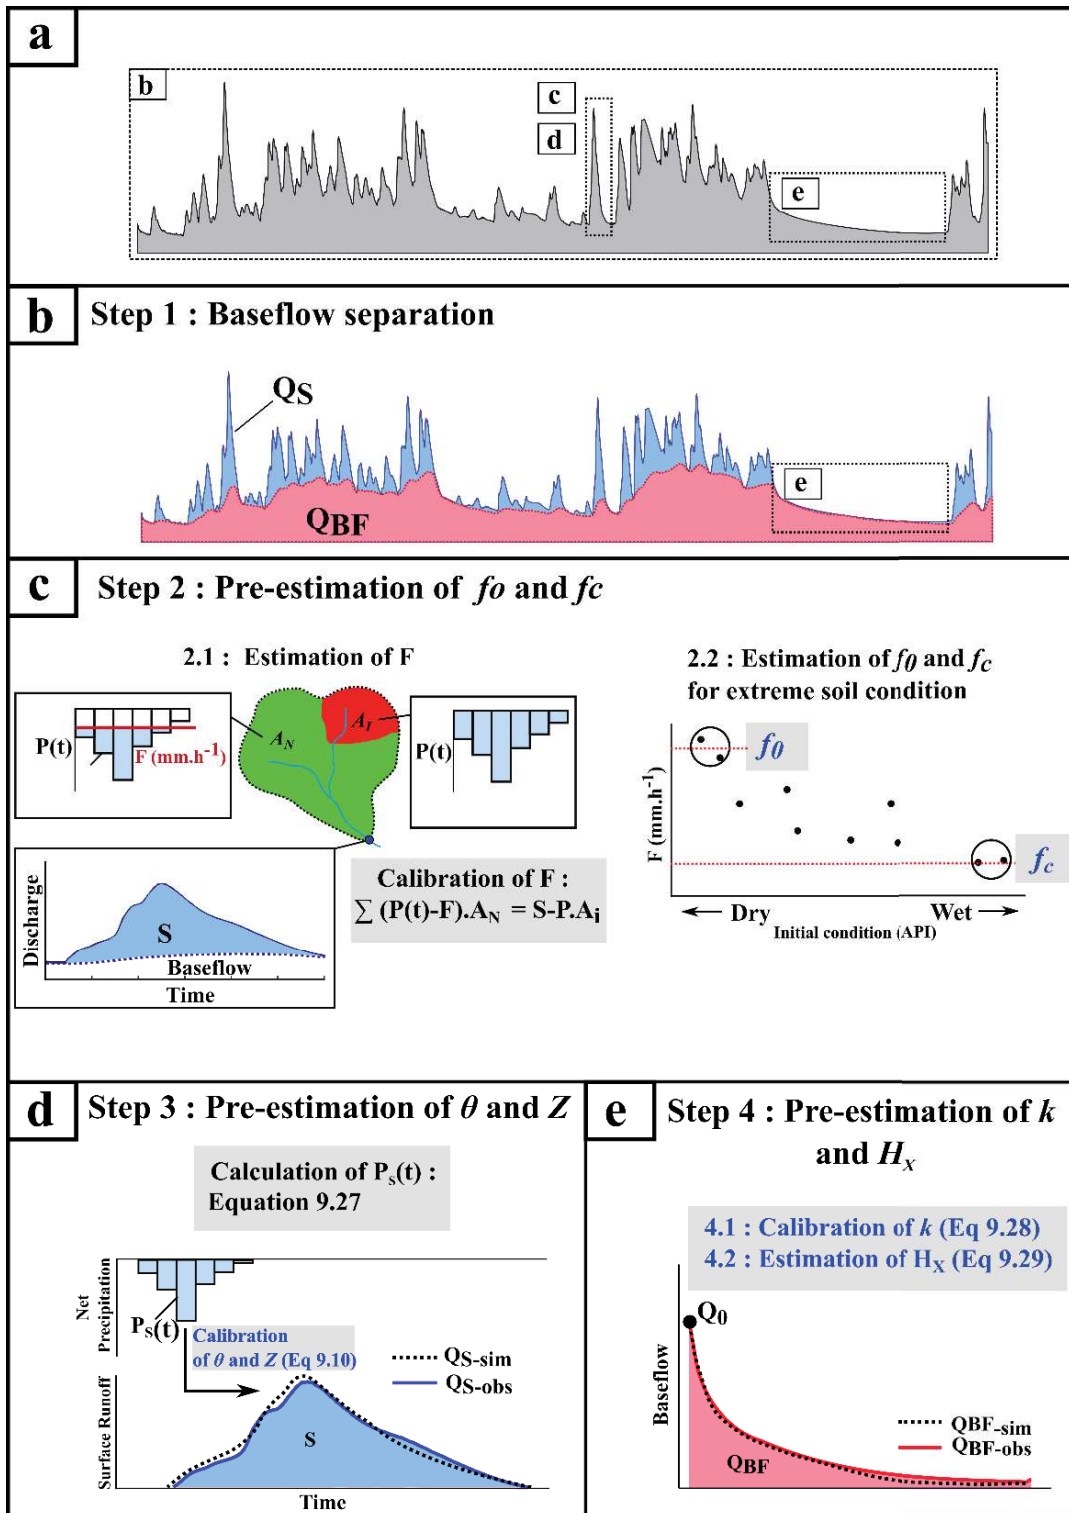 a
b
c
d
e
b
Step 1 : Baseflow separation
QS
QBF
e
c
Step 2 : Pre-estimation of fo and fc
2.1 : Estimation of F
P(t)
F (mm.h-1)
AN
AI
P(t)
Discharge
S
Baseflow
Time
Calibration of F :
∑ (P(t)-F).AN = S-P.Ai
2.2 : Estimation of f0 and fc
for extreme soil condition
F (mm.h-1)
f0
fc
Dry
Wet
Initial condition (API)
d
Step 3 : Pre-estimation of θ and Z
Calculation of Ps(t) :
Equation 9.27
Net
Precipitation
Ps(t)
Calibration
of θ and Z (Eq 9.10)
QS-sim
QS-obs
Surface Runoff
S
Time
e
Step 4 : Pre-estimation of k
and Hx
4.1 : Calibration of k (Eq 9.28)
4.2 : Estimation of HX (Eq 9.29)
Q0
Baseflow
QBF-sim
QBF-obs
QBF